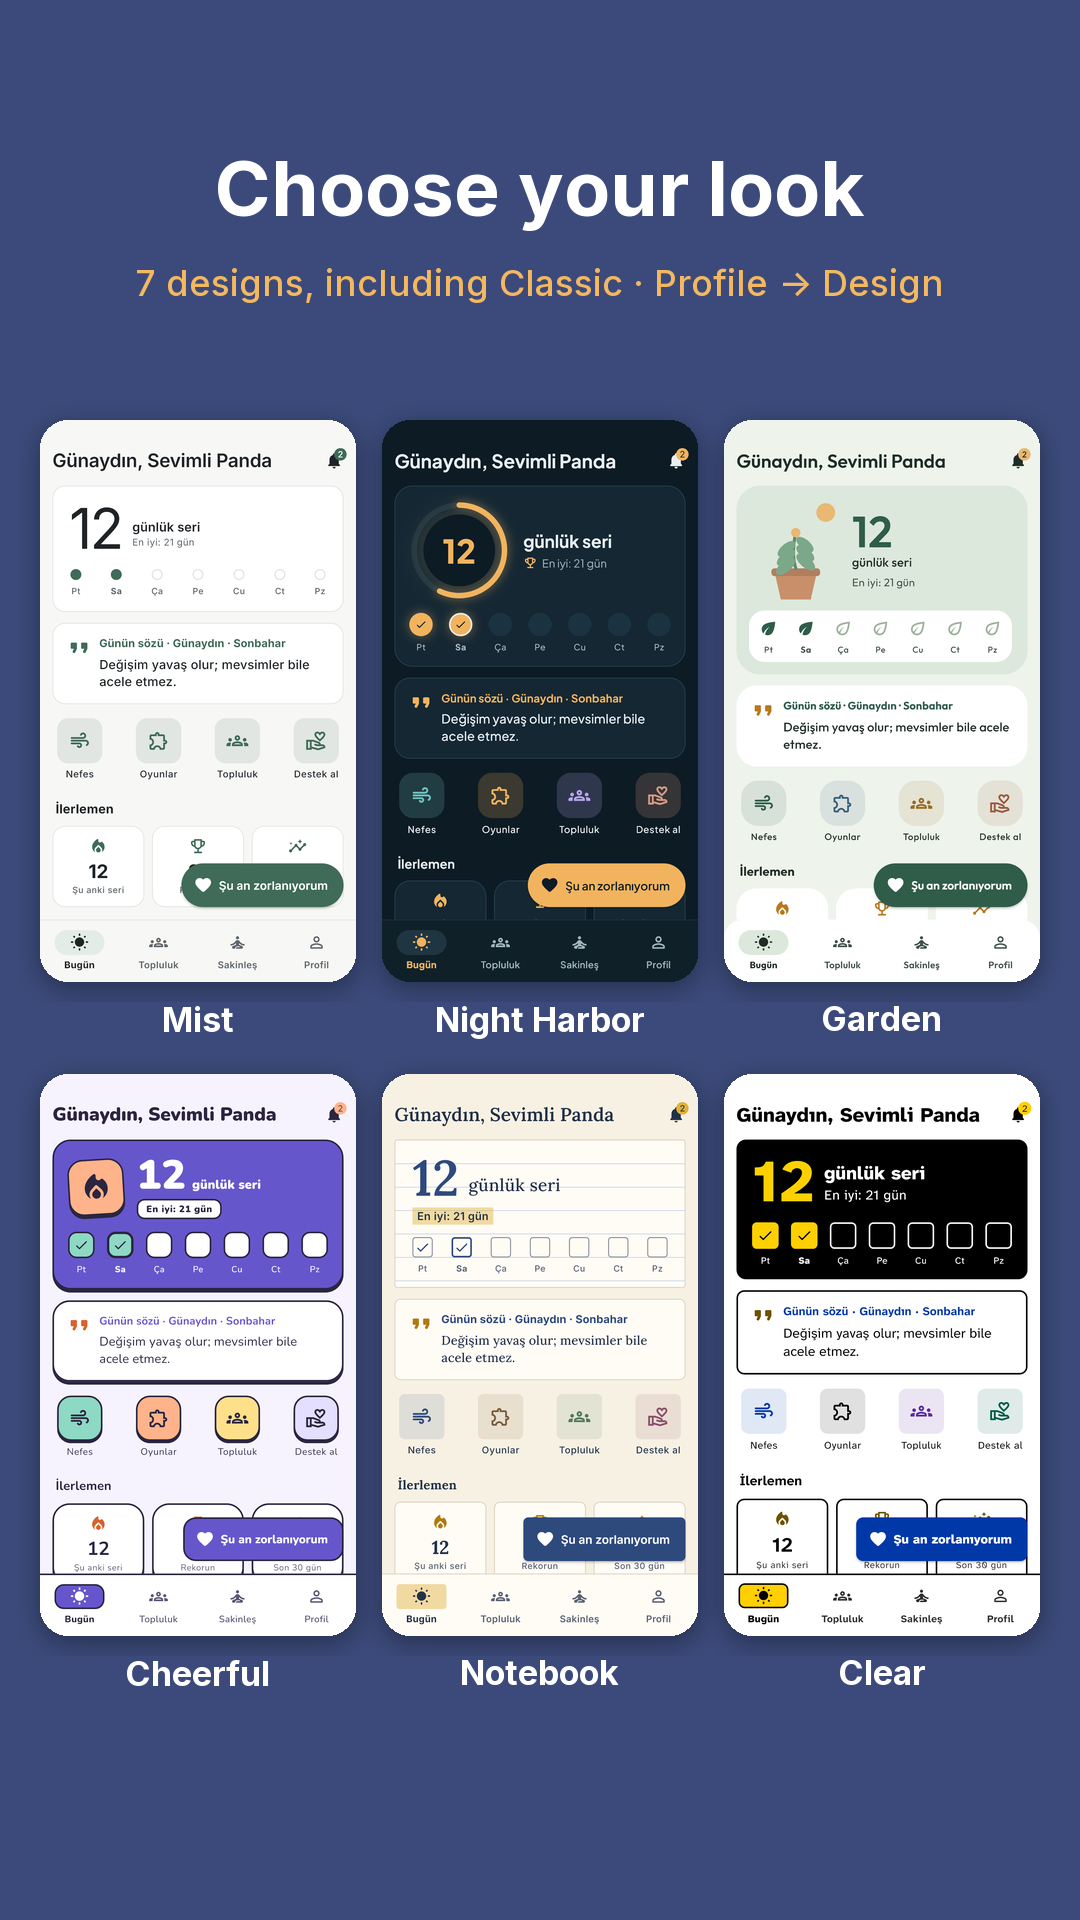 Choose your look
7 designs, including Classic · Profile → Design
Günaydın, Sevimli Panda
2
12
günlük seri
En iyi: 21 gün
Pt Sa Ça Pe Cu Ct Pz
Günün sözü · Günaydın · Sonbahar
Değişim yavaş olur; mevsimler bile
acele etmez.
Nefes Oyunlar Topluluk Destek al
İlerlemen
12
Şu anki seri
Şu an zorlanıyorum
Bugün Topluluk Sakinleş Profil
Mist
Günaydın, Sevimli Panda
2
12
günlük seri
En iyi: 21 gün
Pt Sa Ça Pe Cu Ct Pz
Günün sözü · Günaydın · Sonbahar
Değişim yavaş olur; mevsimler bile
acele etmez.
Nefes Oyunlar Topluluk Destek al
İlerlemen
Şu an zorlanıyorum
Bugün Topluluk Sakinleş Profil
Night Harbor
Günaydın, Sevimli Panda
2
12
günlük seri
En iyi: 21 gün
Pt Sa Ça Pe Cu Ct Pz
Günün sözü · Günaydın · Sonbahar
Değişim yavaş olur; mevsimler bile acele
etmez.
Nefes Oyunlar Topluluk Destek al
İlerlemen
Şu an zorlanıyorum
Bugün Topluluk Sakinleş Profil
Garden
Günaydın, Sevimli Panda
2
12 günlük seri
En iyi: 21 gün
Pt Sa Ça Pe Cu Ct Pz
Günün sözü · Günaydın · Sonbahar
Değişim yavaş olur; mevsimler bile
acele etmez.
Nefes Oyunlar Topluluk Destek al
İlerlemen
12
Şu an zorlanıyorum
Şu anki seri Rekorun Son 30 gün
Bugün Topluluk Sakinleş Profil
Cheerful
Günaydın, Sevimli Panda
2
12 günlük seri
En iyi: 21 gün
Pt Sa Ça Pe Cu Ct Pz
Günün sözü · Günaydın · Sonbahar
Değişim yavaş olur; mevsimler bile
acele etmez.
Nefes Oyunlar Topluluk Destek al
İlerlemen
12
Şu an zorlanıyorum
Şu anki seri Rekorun Son 30 gün
Bugün Topluluk Sakinleş Profil
Notebook
Günaydın, Sevimli Panda
2
12
günlük seri
En iyi: 21 gün
Pt Sa Ça Pe Cu Ct Pz
Günün sözü · Günaydın · Sonbahar
Değişim yavaş olur; mevsimler bile
acele etmez.
Nefes Oyunlar Topluluk Destek al
İlerlemen
12
Şu an zorlanıyorum
Şu anki seri Rekorun Son 30 gün
Bugün Topluluk Sakinleş Profil
Clear